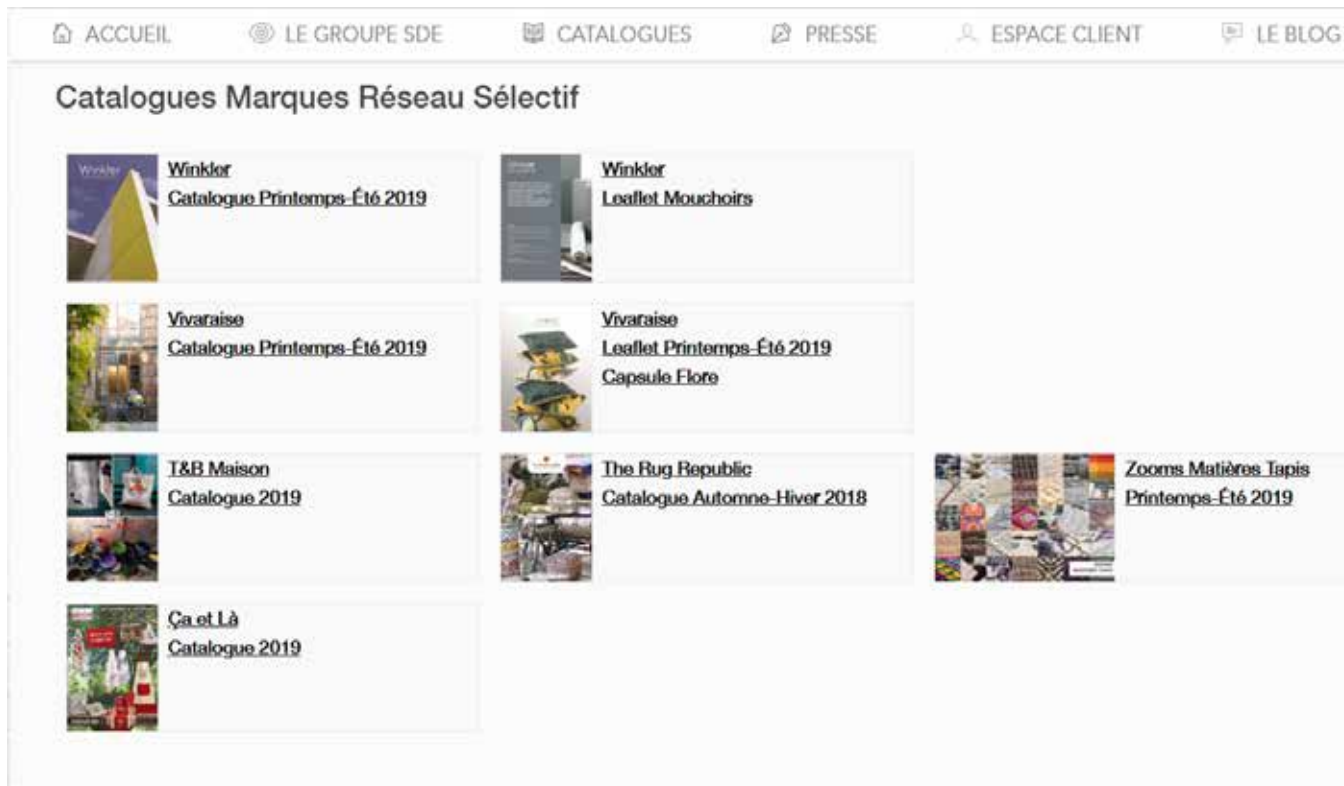 ACCUEIL LE GROUPE SDE CATALOGUES PRESSE ESPACE CLIENT LE BLOG
Catalogues Marques Réseau Sélectif
Winkler
Catalogue Printemps-Été 2019
Winkler
Leaflet Mouchoirs
Vivaraise
Catalogue Printemps-Été 2019
Vivaraise
Leaflet Printemps-Été 2019
Capsule Flore
T&B Maison
Catalogue 2019
The Rug Republic
Catalogue Automne-Hiver 2018
Zooms Matières Tapis
Printemps-Été 2019
Ça et Là
Catalogue 2019
Winkler